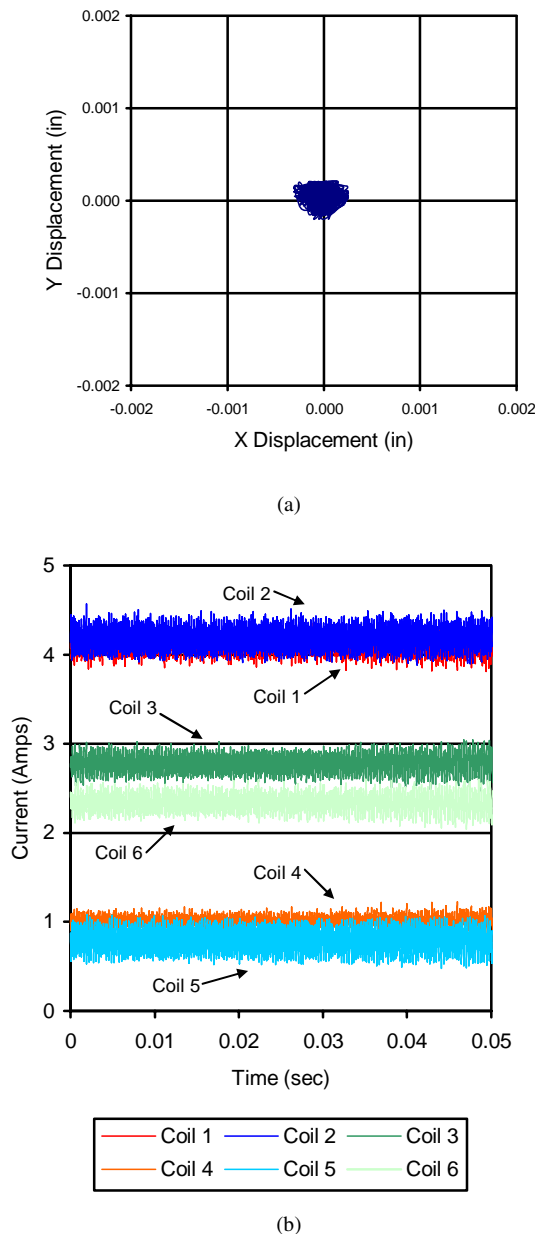 0.002
0.001
0.000
-0.001
-0.002
Y Displacement (in)
-0.002 -0.001 0.000 0.001 0.002
X Displacement (in)
(a)
5
4
3
2
1
0
Current (Amps)
Coil 2
Coil 1
Coil 3
Coil 6
Coil 4
Coil 5
0 0.01 0.02 0.03 0.04 0.05
Time (sec)
Coil 1 Coil 2 Coil 3
Coil 4 Coil 5 Coil 6
(b)